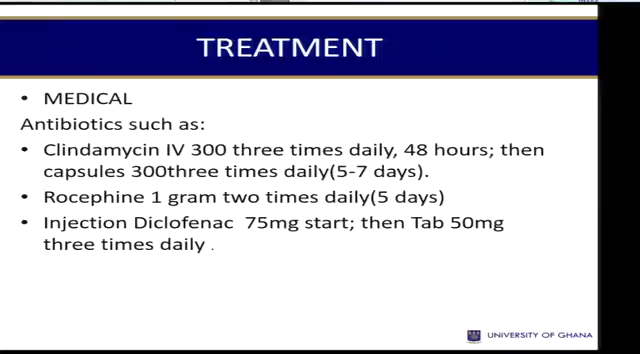 TREATMENT
• MEDICAL
Antibiotics such as:
• Clindamycin IV 300 three times daily, 48 hours; then
capsules 300three times daily(5-7 days).
• Rocephine 1 gram two times daily(5 days)
• Injection Diclofenac  75mg start; then Tab 50mg
three times daily .
UNIVERSITY OF GHANA